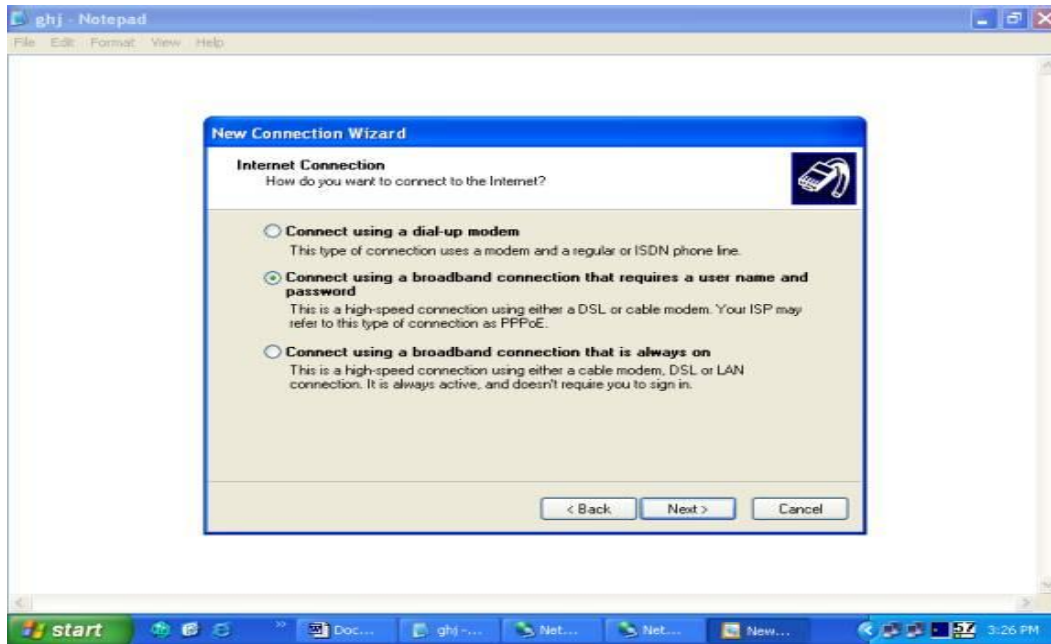 ghj - Notepad
File Edit Format View Help
New Connection Wizard
Internet Connection
How do you want to connect to the Internet?
Connect using a dial-up modem
This type of connection uses a modem and a regular or ISDN phone line.
Connect using a broadband connection that requires a user name and
password
This is a high-speed connection using either a DSL or cable modem. Your ISP may
refer to this type of connection as PPPoE.
Connect using a broadband connection that is always on
This is a high-speed connection using either a cable modem, DSL or LAN
connection. It is always active, and doesn't require you to sign in.
< Back Next > Cancel
start Doc... ghj -... Net... Net... New... 57 3:26 PM